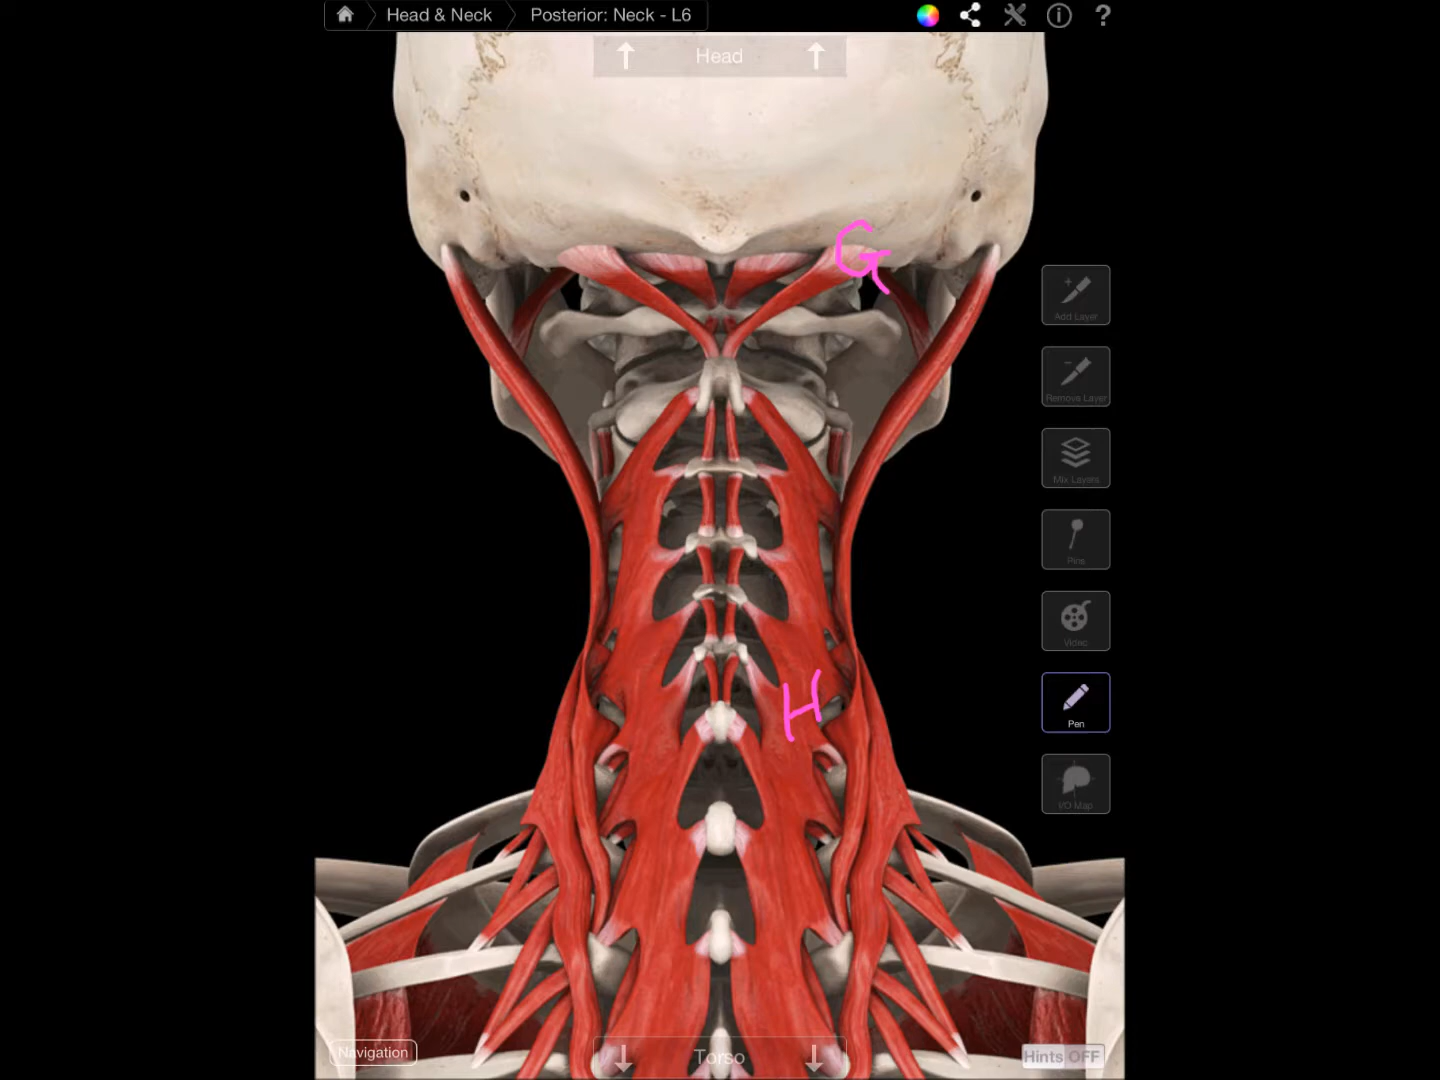 Head & Neck Posterior: Neck - L6
Head
G
Add Layer
Remove Layer
Mix Layers
Pins
Video
H
Pen
I/O Map
Navigation
Torso
Hints OFF